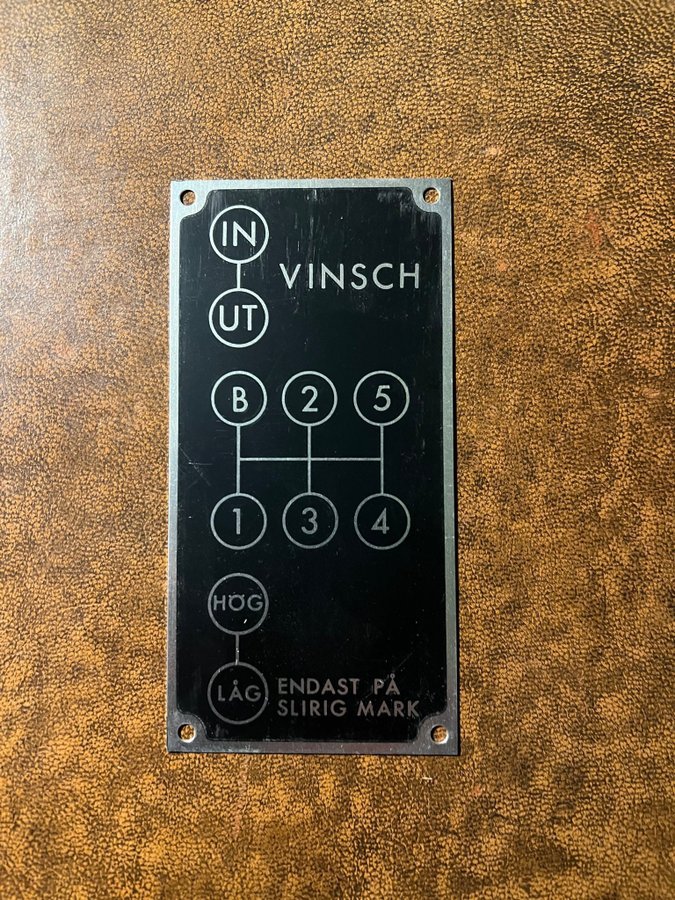 IN
VINSCH
UT
B 2 5
1 3 4
HÖG
LÅG
ENDAST PÅ
SLIRIG MARK